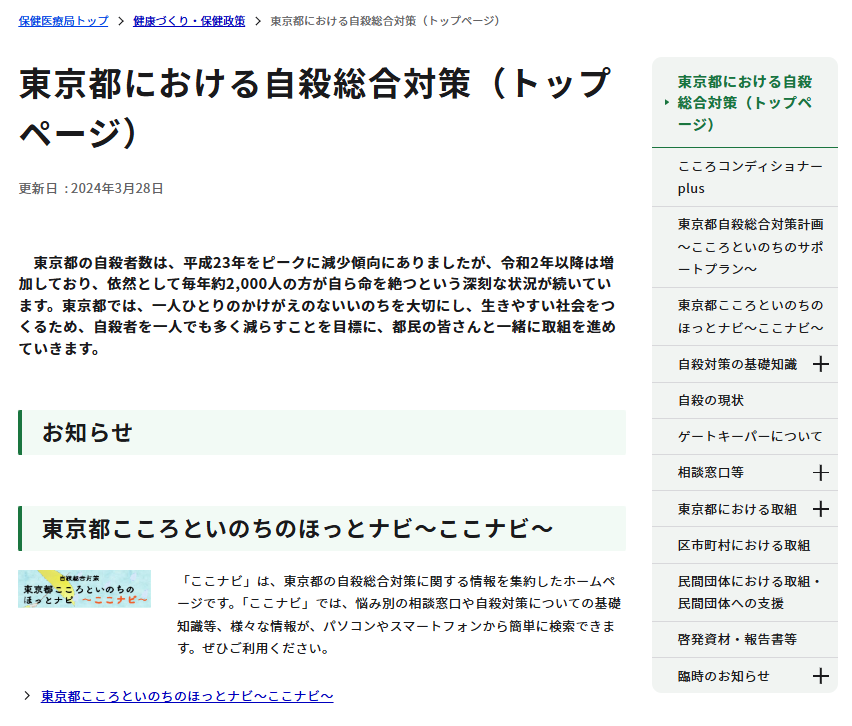 保健医療局トップ > 健康づくり・保健政策 > 東京都における自殺総合対策（トップページ）
東京都における自殺総合対策（トップ
ページ）
更新日 ：2024年3月28日
東京都の自殺者数は、平成23年をピークに減少傾向にありましたが、令和2年以降は増
加しており、依然として毎年約2,000人の方が自ら命を絶つという深刻な状況が続いてい
ます。東京都では、一人ひとりのかけがえのないいのちを大切にし、生きやすい社会をつ
くるため、自殺者を一人でも多く減らすことを目標に、都民の皆さんと一緒に取組を進め
ていきます。
お知らせ
東京都こころといのちのほっとナビ～ここナビ～
自殺総合対策
東京都こころといのちの
ほっとナビ ～ここナビ～
「ここナビ」は、東京都の自殺総合対策に関する情報を集約したホームペ
ージです。「ここナビ」では、悩み別の相談窓口や自殺対策についての基礎
知識等、様々な情報が、パソコンやスマートフォンから簡単に検索できま
す。ぜひご利用ください。
> 東京都こころといのちのほっとナビ～ここナビ～
東京都における自殺
総合対策（トップペ
ージ）
こころコンディショナー
plus
東京都自殺総合対策計画
～こころといのちのサポ
ートプラン～
東京都こころといのちの
ほっとナビ～ここナビ～
自殺対策の基礎知識
自殺の現状
ゲートキーパーについて
相談窓口等
東京都における取組
区市町村における取組
民間団体における取組・
民間団体への支援
啓発資材・報告書等
臨時のお知らせ